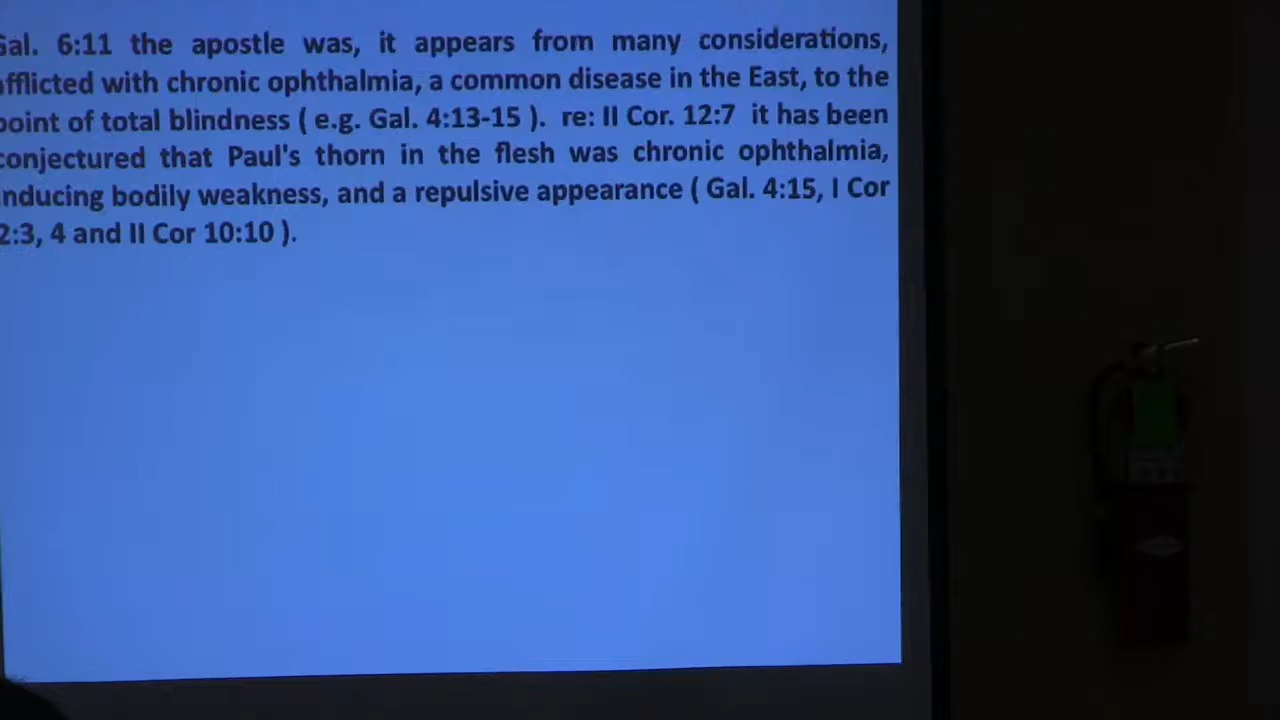 Gal. 6:11 the apostle was, it appears from many considerations,
afflicted with chronic ophthalmia, a common disease in the East, to the
point of total blindness ( e.g. Gal. 4:13-15 ). re: II Cor. 12:7 it has been
conjectured that Paul's thorn in the flesh was chronic ophthalmia,
inducing bodily weakness, and a repulsive appearance ( Gal. 4:15, I Cor
2:3, 4 and II Cor 10:10 ).